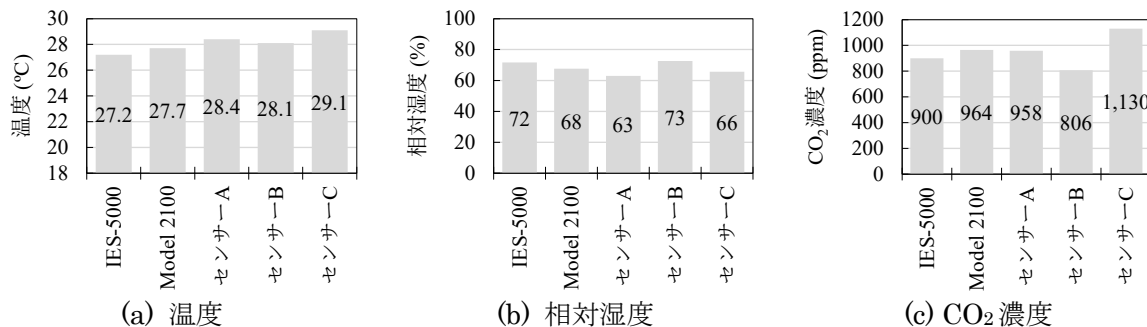 温度 (℃)
30
28
26
24
22
20
18
27.2
27.7
28.4
28.1
29.1
IES-5000
Model 2100
センサーA
センサーB
センサーC
(a) 温度
相対湿度 (%)
100
80
60
40
20
0
72
68
63
73
66
IES-5000
Model 2100
センサーA
センサーB
センサーC
(b) 相対湿度
CO₂濃度 (ppm)
1200
1000
800
600
400
200
0
900
964
958
806
1,130
IES-5000
Model 2100
センサーA
センサーB
センサーC
(c) CO₂濃度